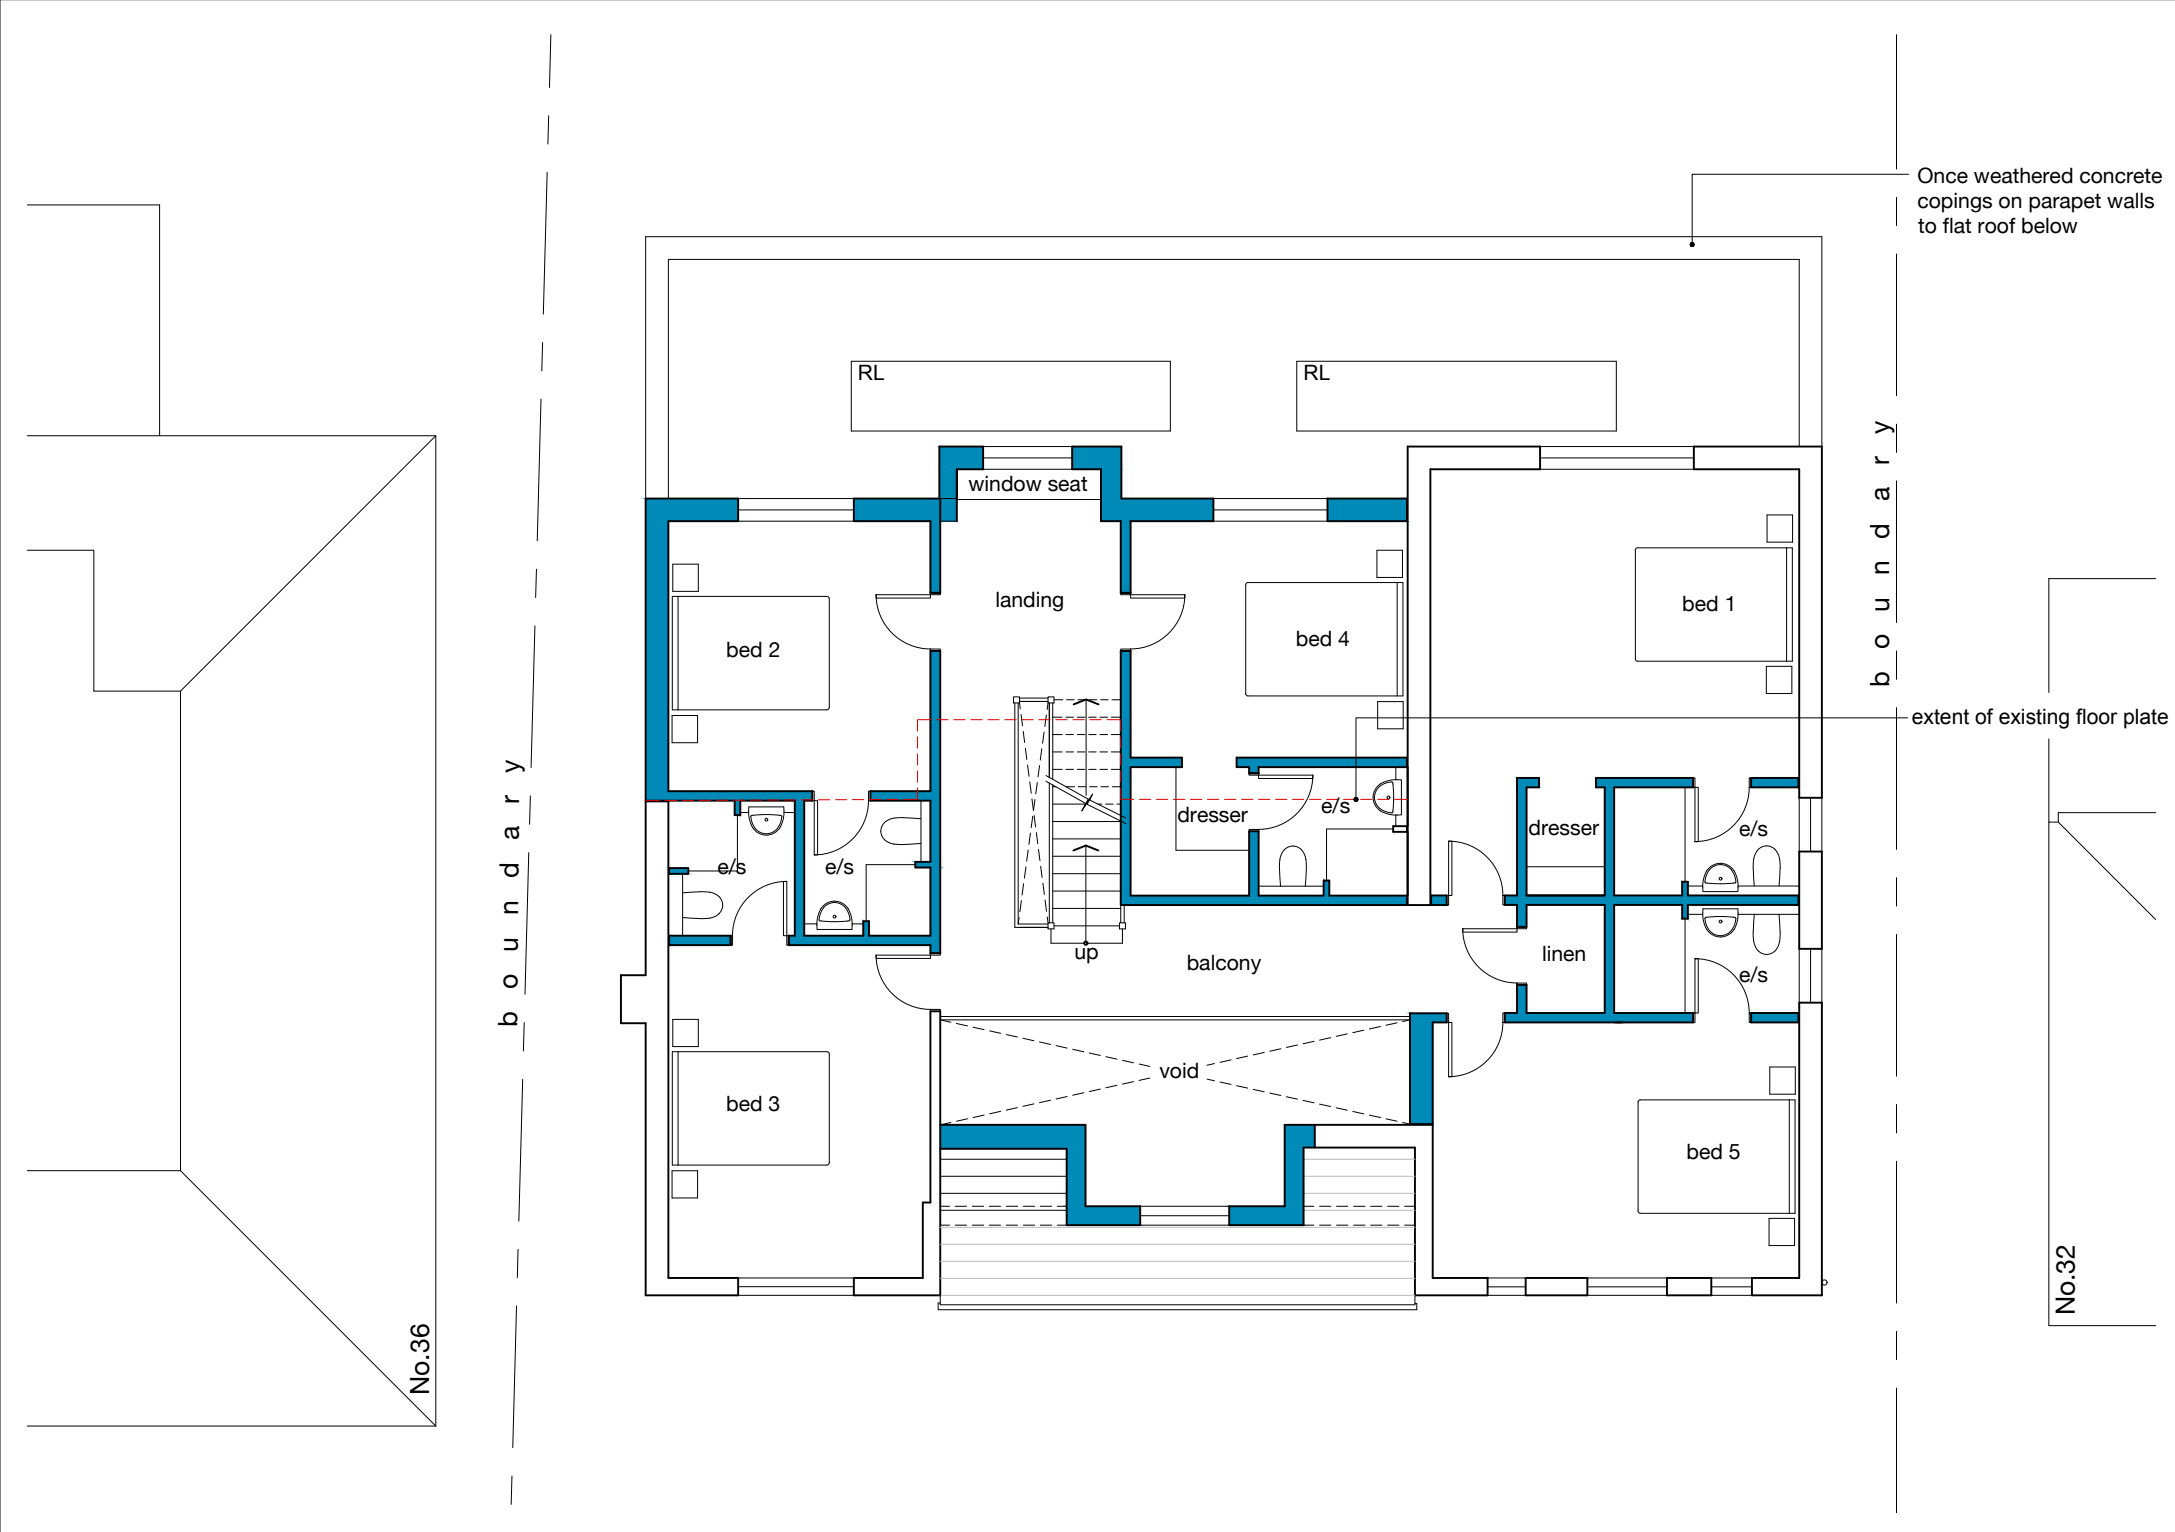 Once weathered concrete
copings on parapet walls
to flat roof below
RL
RL
window seat
landing
bed 2
bed 4
bed 1
boundary
extent of existing floor plate
boundary
dresser
e/s
dresser
e/s
e/s
e/s
up
balcony
linen
e/s
void
bed 3
bed 5
No.36
No.32